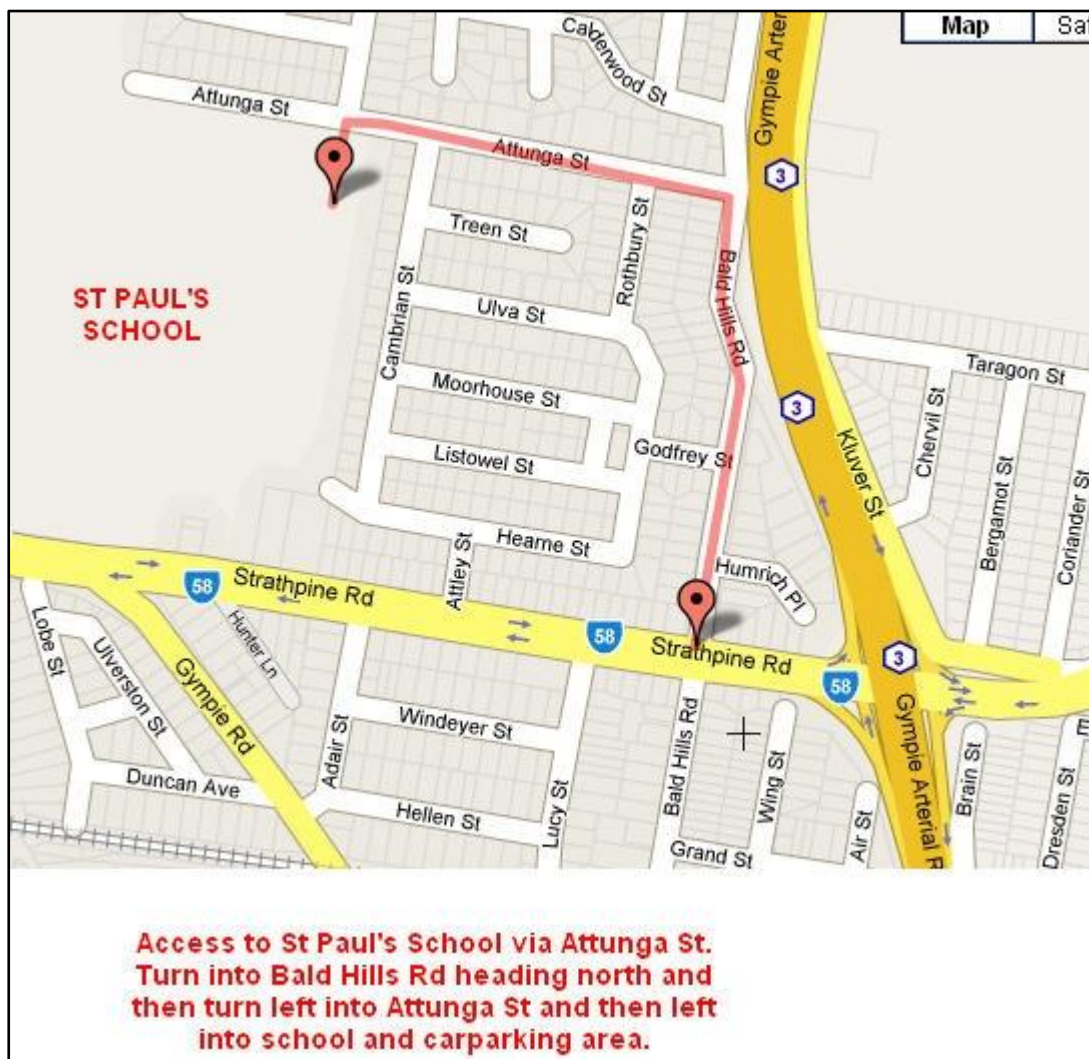 Map
Sa
Calderwood St
Gympie Arter
Attunga St
Attunga St
3
Treen St
Rothbury St
Bald Hills Rd
ST PAUL'S
SCHOOL
Cambrian St
Ulva St
Taragon St
Moorhouse St
3
Chervil St
Kluver St
Godfrey St
Listowel St
Bergamot St
Coriander St
Hearne St
Attley St
Humrich Pl
58
Strathpine Rd
58
Strathpine Rd
3
58
Lobe St
Ulverston St
Hunter Ln
Gympie Rd
Adair St
Windeyer St
Lucy St
Bald Hills Rd
Wing St
Gympie Arterial R
Brain St
Dresden St
E
Duncan Ave
Hellen St
Grand St
Air St
Access to St Paul's School via Attunga St.
Turn into Bald Hills Rd heading north and
then turn left into Attunga St and then left
into school and carparking area.